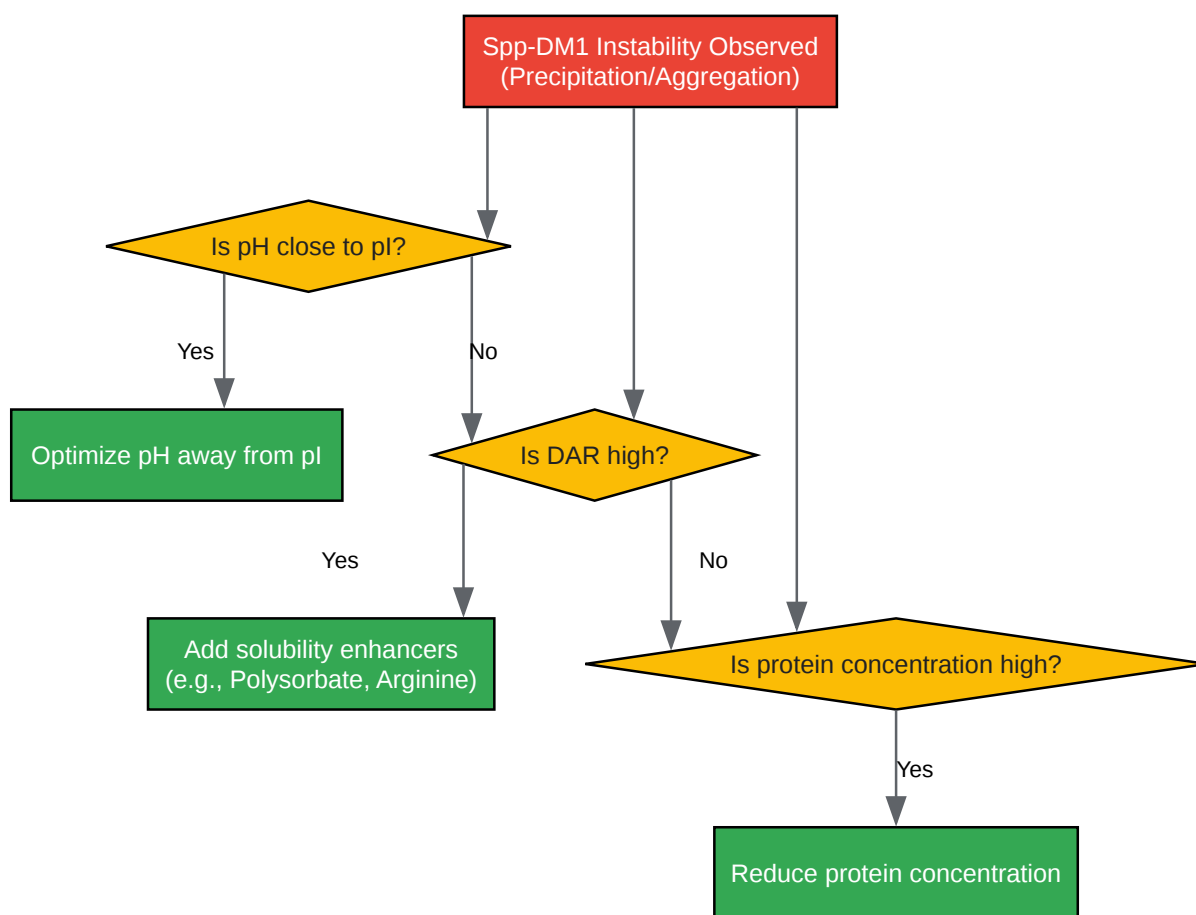 Spp-DM1 Instability Observed
(Precipitation/Aggregation)
Is pH close to pI?
Yes
No
Optimize pH away from pI
Is DAR high?
Yes
No
Add solubility enhancers
(e.g., Polysorbate, Arginine)
Is protein concentration high?
Yes
Reduce protein concentration